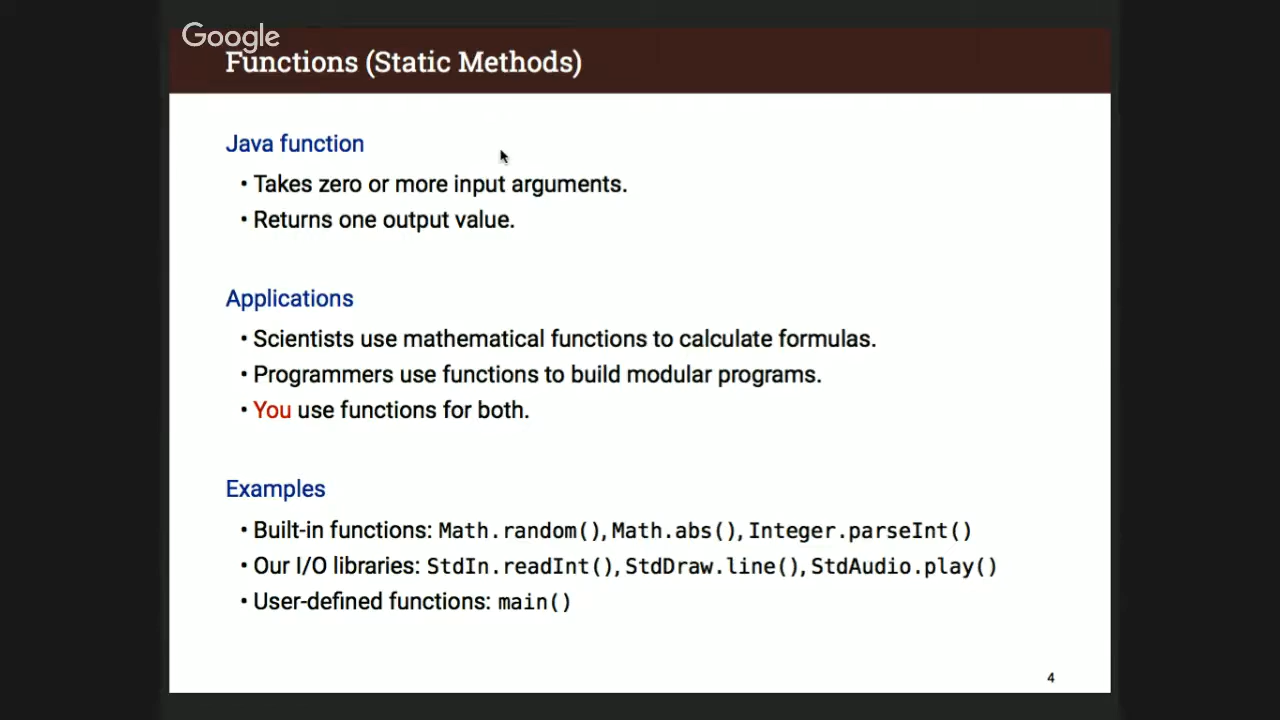 Google
Functions (Static Methods)
Java function
• Takes zero or more input arguments.
• Returns one output value.
Applications
• Scientists use mathematical functions to calculate formulas.
• Programmers use functions to build modular programs.
• You use functions for both.
Examples
• Built-in functions: Math.random(), Math.abs(), Integer.parseInt()
• Our I/O libraries: StdIn.readInt(), StdDraw.line(), StdAudio.play()
• User-defined functions: main()
4